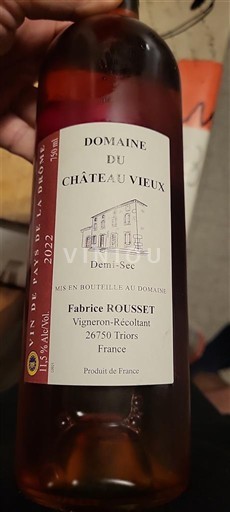 DOMAINE
DU
CHÂTEAU VIEUX
VINIOU
Demi-Sec
MIS EN BOUTEILLE AU DOMAINE
Fabrice ROUSSET
Vigneron-Récoltant
26750 Triors
France
Produit de France
VIN DE PAYS DE LA DRÔME
2022
750 ml
11,5 % Alc/Vol.